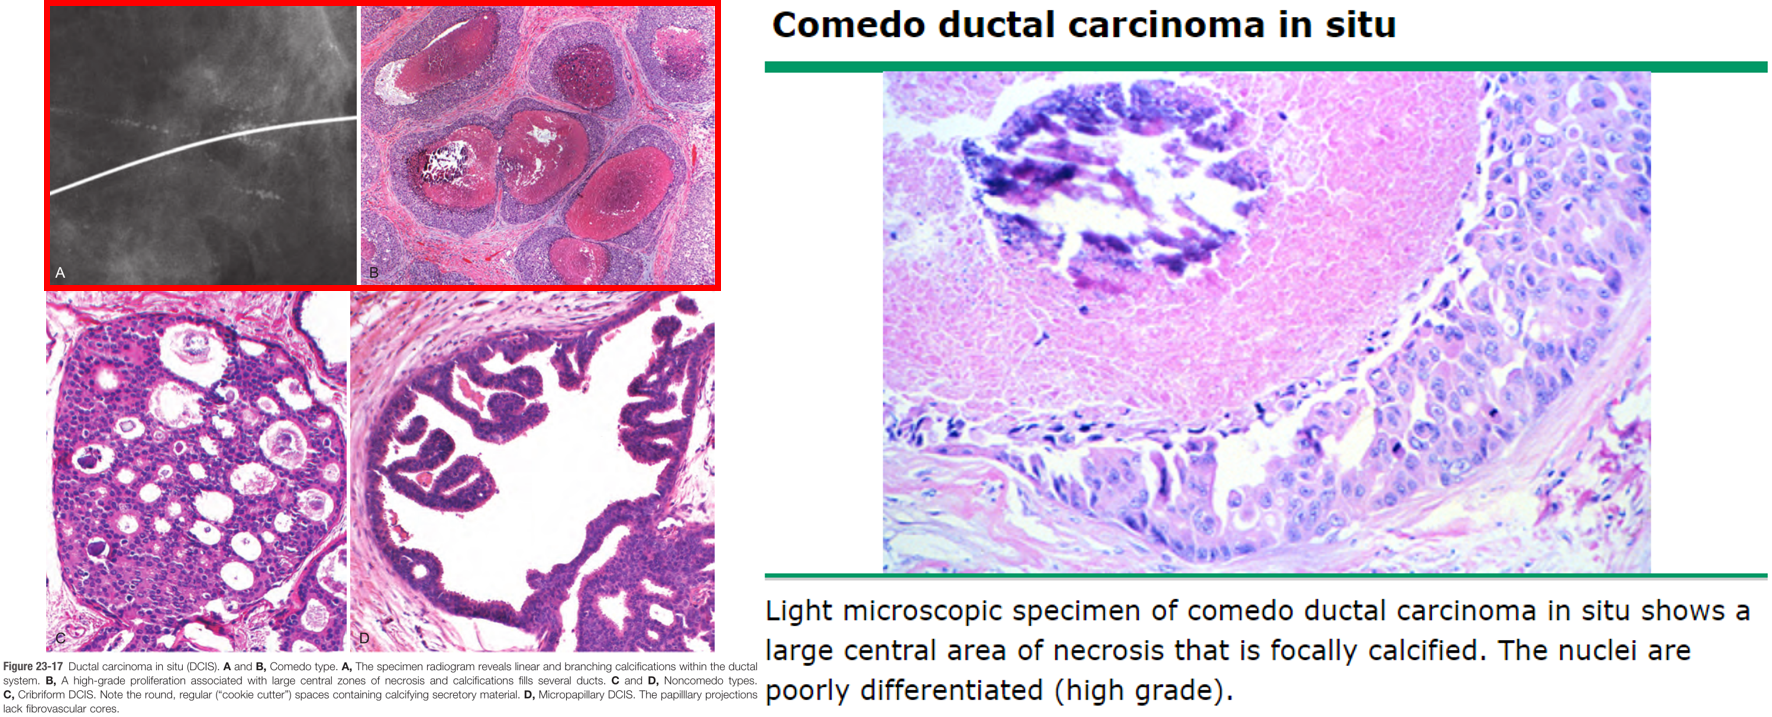 A
B
C
D
Figure 23-17 Ductal carcinoma in situ (DCIS). A and B, Comedo type. A, The specimen radiogram reveals linear and branching calcifications within the ductal
system. B, A high-grade proliferation associated with large central zones of necrosis and calcifications fills several ducts. C and D, Noncomedo types.
C, Cribriform DCIS. Note the round, regular (“cookie cutter”) spaces containing calcifying secretory material. D, Micropapillary DCIS. The papillary projections
lack fibrovascular cores.
Comedo ductal carcinoma in situ
Light microscopic specimen of comedo ductal carcinoma in situ shows a
large central area of necrosis that is focally calcified. The nuclei are
poorly differentiated (high grade).